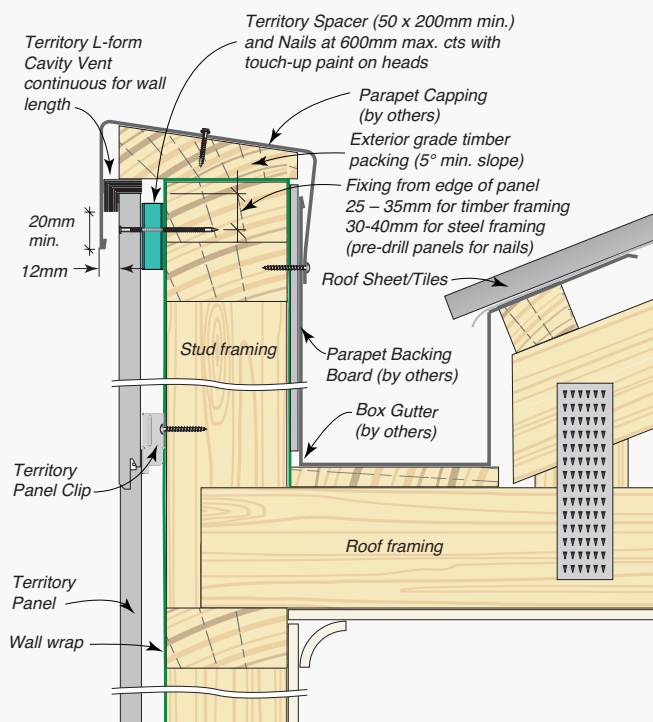 Territory Spacer (50 x 200mm min.)
and Nails at 600mm max. cts with
touch-up paint on heads
Territory L-form
Cavity Vent
continuous for wall
length
Parapet Capping
(by others)
Exterior grade timber
packing (5° min. slope)
Fixing from edge of panel
25 – 35mm for timber framing
30-40mm for steel framing
(pre-drill panels for nails)
20mm
min.
12mm
Roof Sheet/Tiles
Stud framing
Parapet Backing
Board (by others)
Box Gutter
(by others)
Territory
Panel Clip
Roof framing
Territory
Panel
Wall wrap